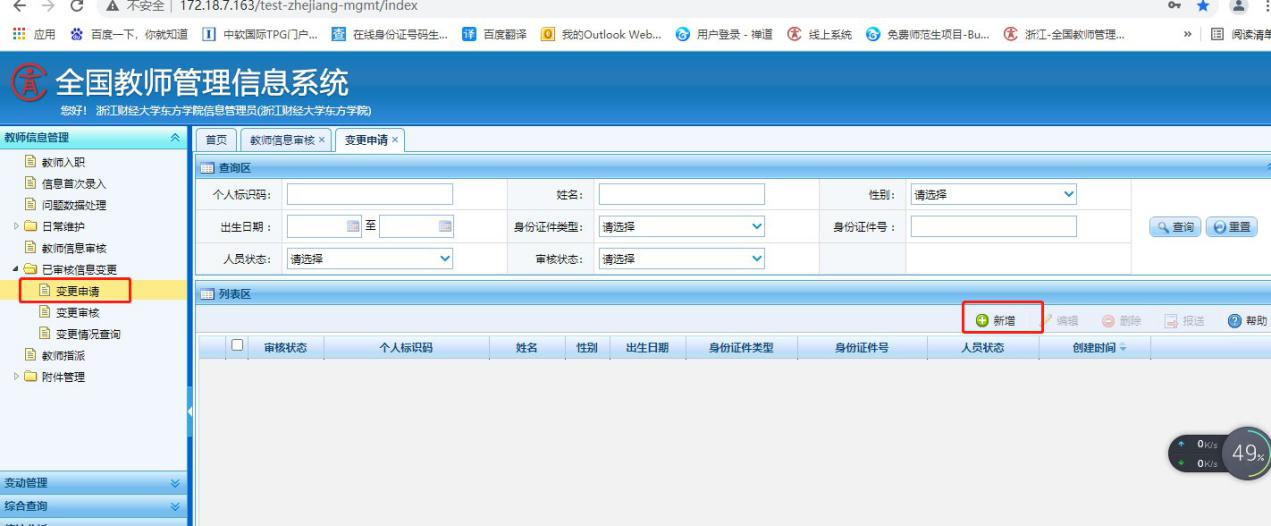 不安全 | 172.18.7.163/test-zhejiang-mgmt/index
应用 百度一下，你就知道 中软国际TPG门户... 在线身份证号码生... 百度翻译 我的Outlook Web... 用户登录 - 禅道 线上系统 免费师范生项目-Bu... 浙江-全国教师管理... » 阅读清单
全国教师管理信息系统
您好! 浙江财经大学东方学院信息管理员(浙江财经大学东方学院)
教师信息管理
教师入职
信息首次录入
问题数据处理
日常维护
教师信息审核
已审核信息变更
变更申请
变更审核
变更情况查询
教师指派
附件管理
变动管理
综合查询
首页 教师信息审核 × 变更申请 ×
查询区
个人标识码: 姓名: 性别: 请选择
出生日期: 至 身份证件类型: 请选择 身份证件号: 查询 重置
人员状态: 请选择 审核状态: 请选择
列表区
新增 编辑 删除 报送 帮助
审核状态 个人标识码 姓名 性别 出生日期 身份证件类型 身份证件号 人员状态 创建时间
0K/s
0K/s
49%